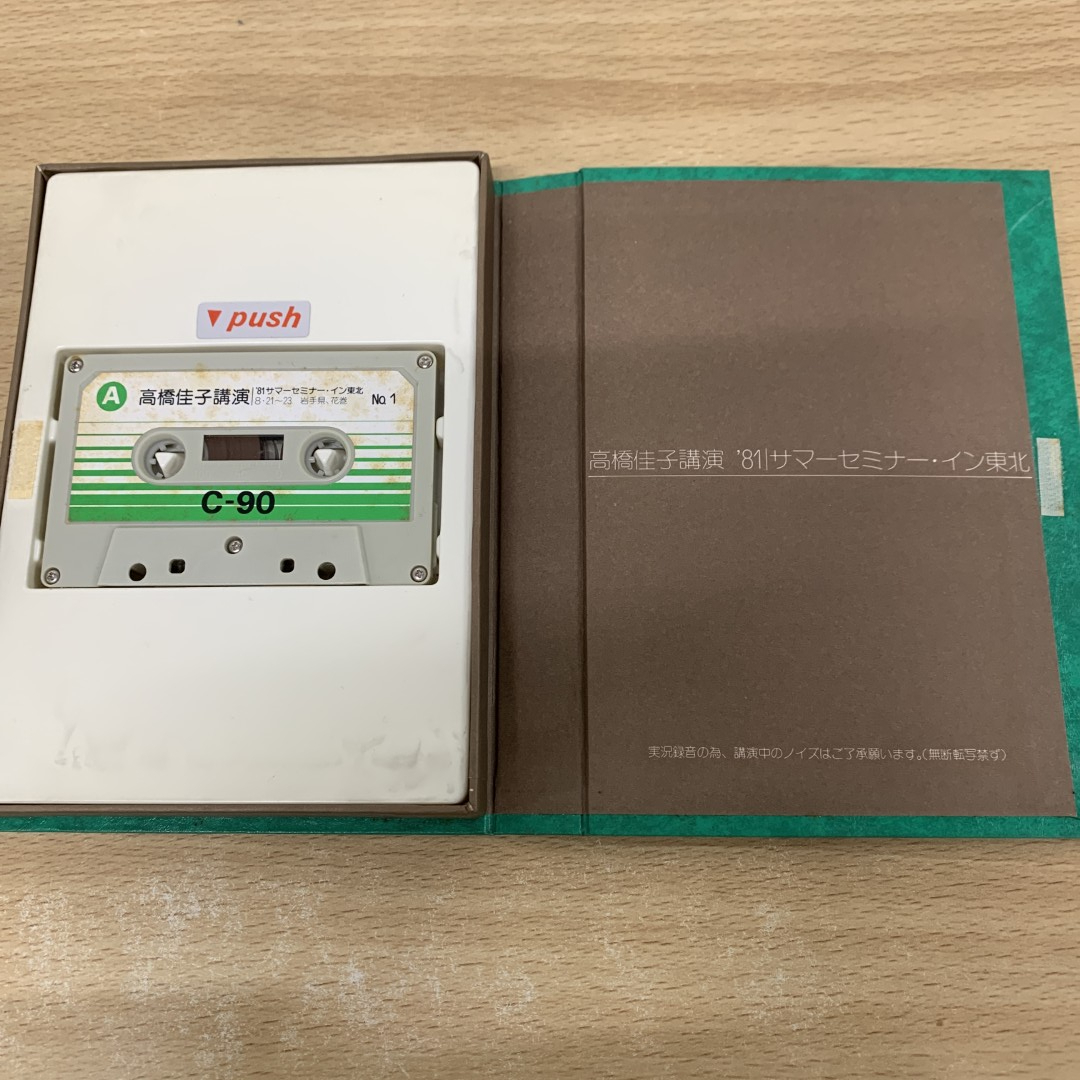 ▼push
A
高橋佳子講演
'81サマーセミナー・イン東北
8・21〜23 岩手県、花巻
No.1
C-90
高橋佳子講演 '81|サマーセミナー・イン東北
実況録音の為、講演中のノイズはご了承願います。(無断転写禁ず)